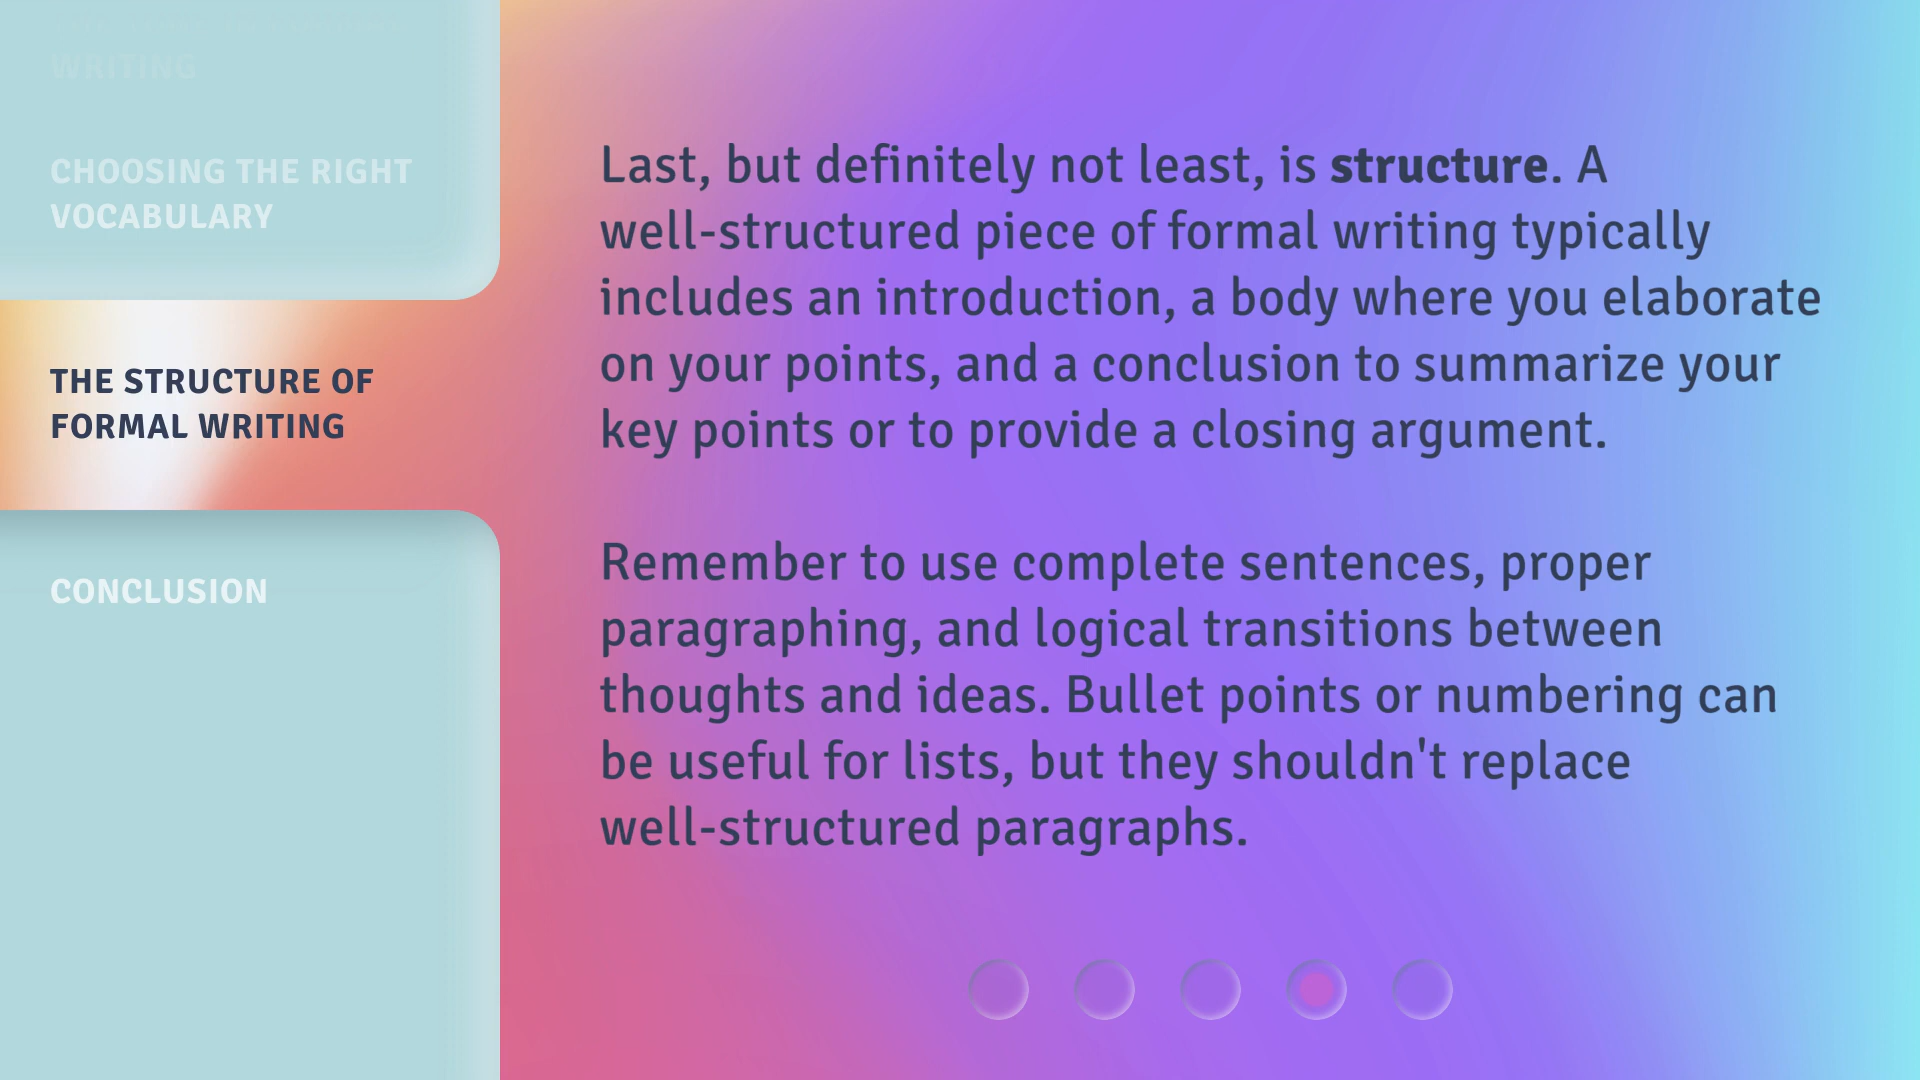 WRITING
CHOOSING THE RIGHT
VOCABULARY
THE STRUCTURE OF
FORMAL WRITING
CONCLUSION
Last, but definitely not least, is structure. A
well-structured piece of formal writing typically
includes an introduction, a body where you elaborate
on your points, and a conclusion to summarize your
key points or to provide a closing argument.
Remember to use complete sentences, proper
paragraphing, and logical transitions between
thoughts and ideas. Bullet points or numbering can
be useful for lists, but they shouldn't replace
well-structured paragraphs.